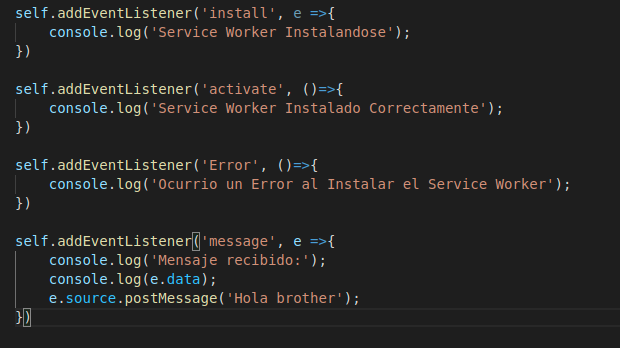 self.addEventListener('install', e =>{
    console.log('Service Worker Instalandose');
})

self.addEventListener('activate', ()=>{
    console.log('Service Worker Instalado Correctamente');
})

self.addEventListener('Error', ()=>{
    console.log('Ocurrio un Error al Instalar el Service Worker');
})

self.addEventListener('message', e =>{
    console.log('Mensaje recibido:');
    console.log(e.data);
    e.source.postMessage('Hola brother');
})